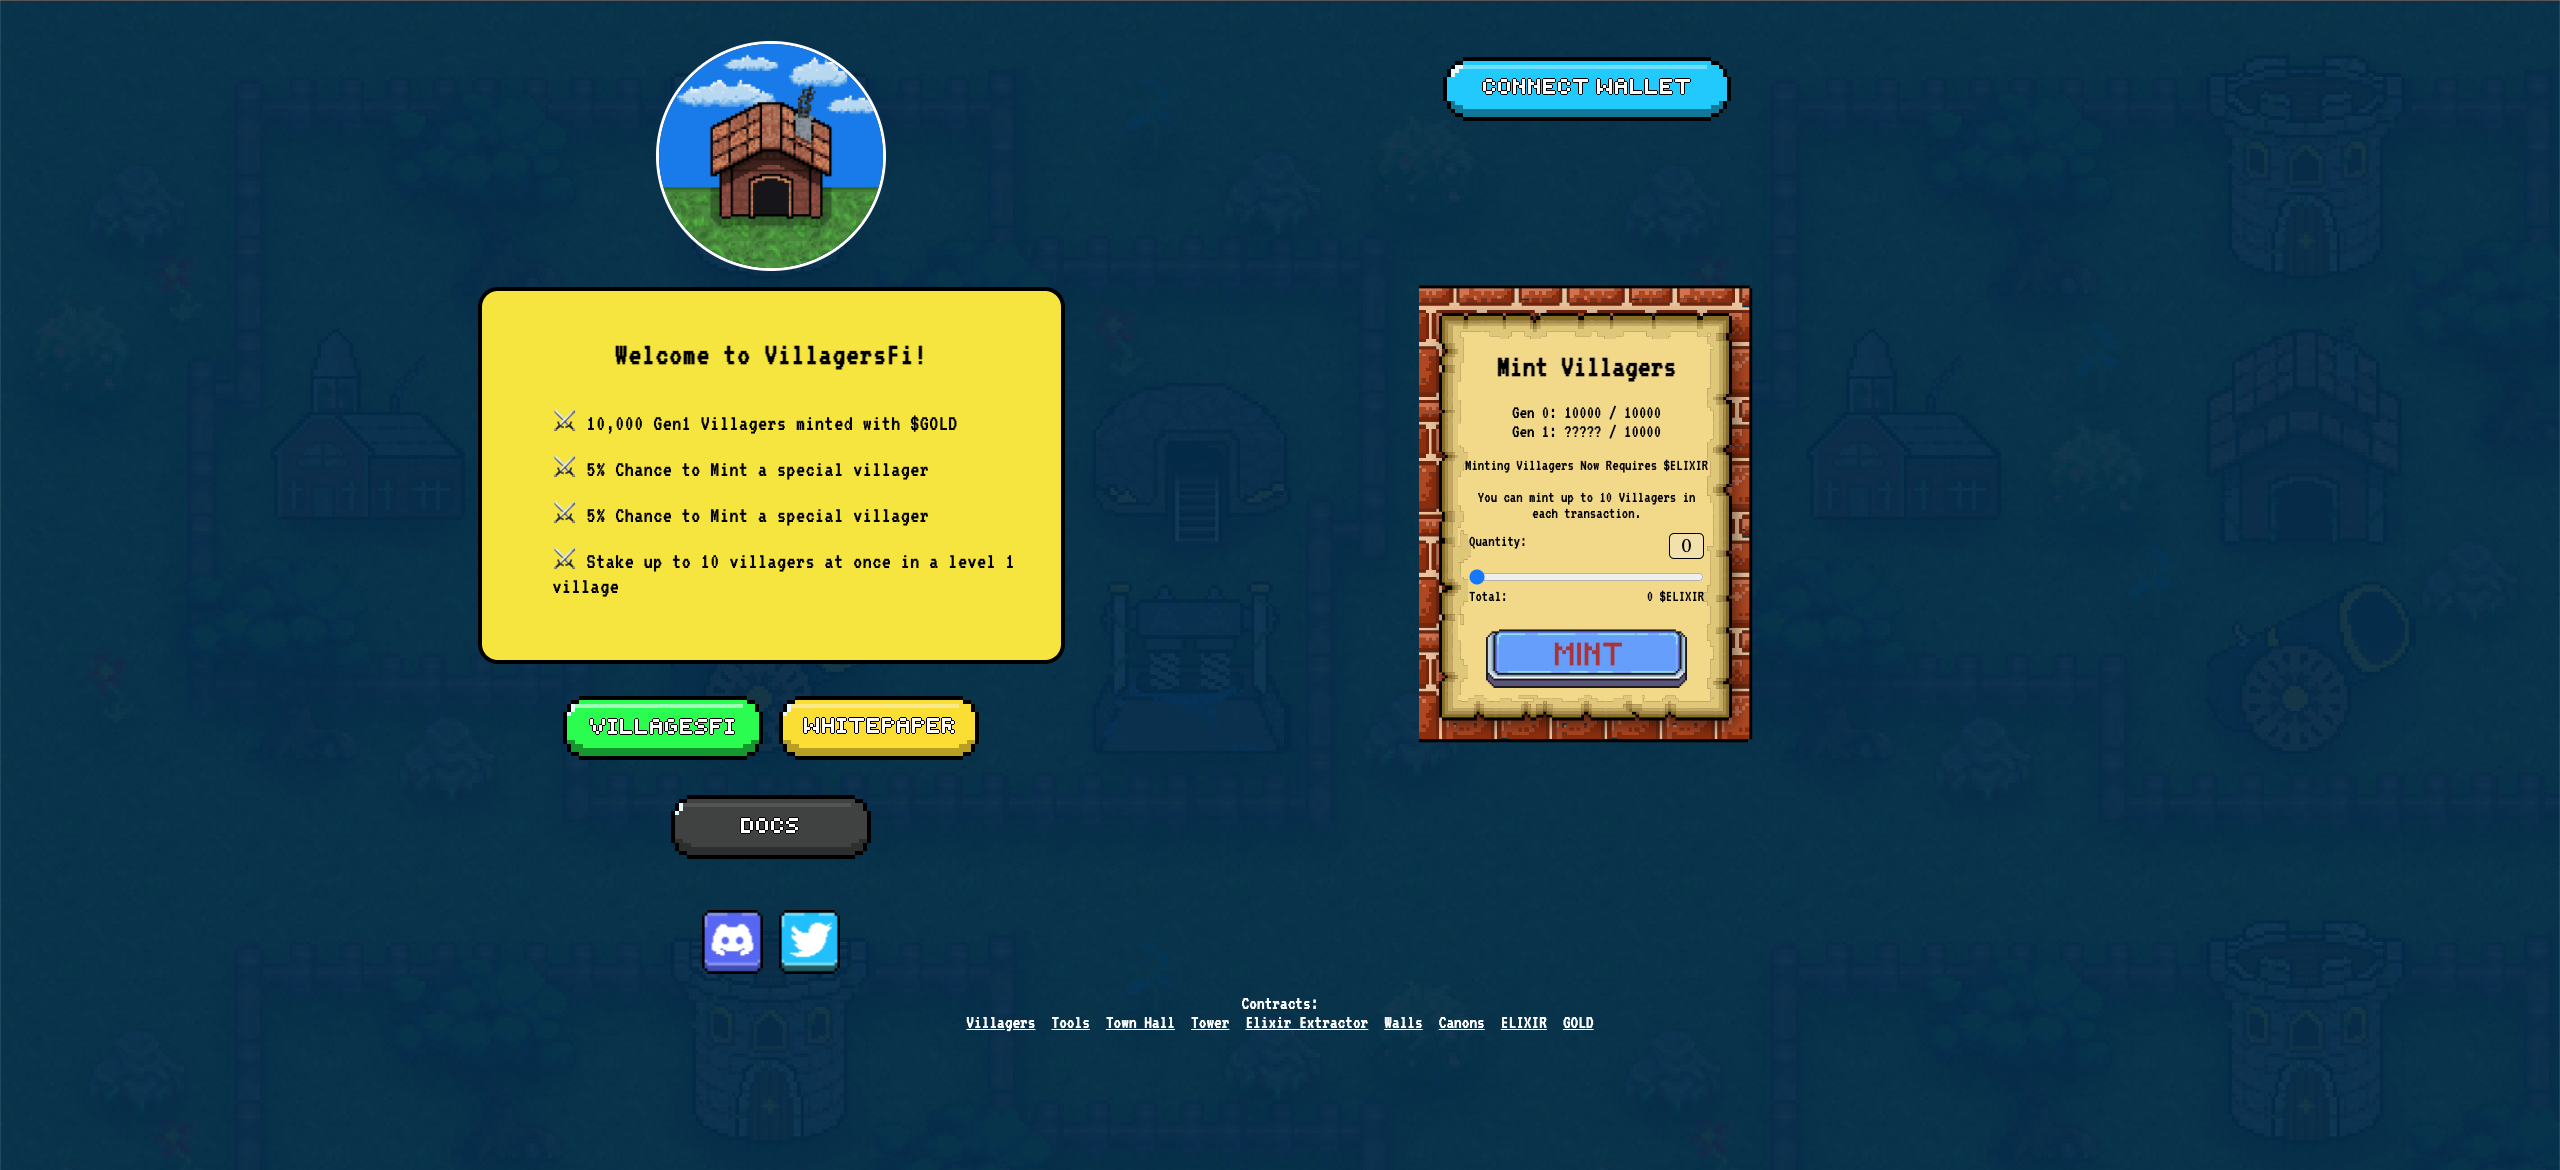 CONNECT WALLET
Welcome to VillagersFi!
10,000 Gen1 Villagers minted with $GOLD
5% Chance to Mint a special villager
5% Chance to Mint a special villager
Stake up to 10 villagers at once in a level 1
village
VILLAGESFI
WHITEPAPER
DOCS
Mint Villagers
Gen 0: 10000 / 10000
Gen 1: ????? / 10000
Minting Villagers Now Requires $ELIXIR
You can mint up to 10 Villagers in
each transaction.
Quantity: 0
Total: 0 $ELIXIR
MINT
Contracts:
Villagers Tools Town Hall Tower Elixir Extractor Walls Canons ELIXIR GOLD